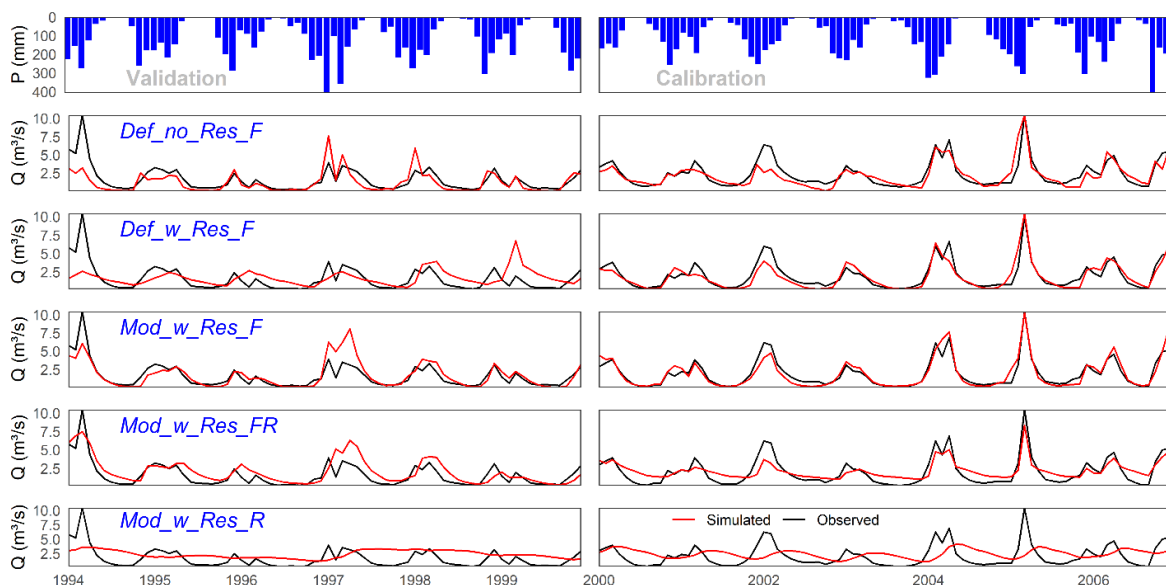 P (mm)
0
100
200
300
400
Validation
Calibration
Q (m³/s)
10.0
7.5
5.0
2.5
Def_no_Res_F
Q (m³/s)
10.0
7.5
5.0
2.5
Def_w_Res_F
Q (m³/s)
10.0
7.5
5.0
2.5
Mod_w_Res_F
Q (m³/s)
10.0
7.5
5.0
2.5
Mod_w_Res_FR
Q (m³/s)
10.0
7.5
5.0
2.5
Mod_w_Res_R
Simulated Observed
1994 1995 1996 1997 1998 1999 2000 2002 2004 2006